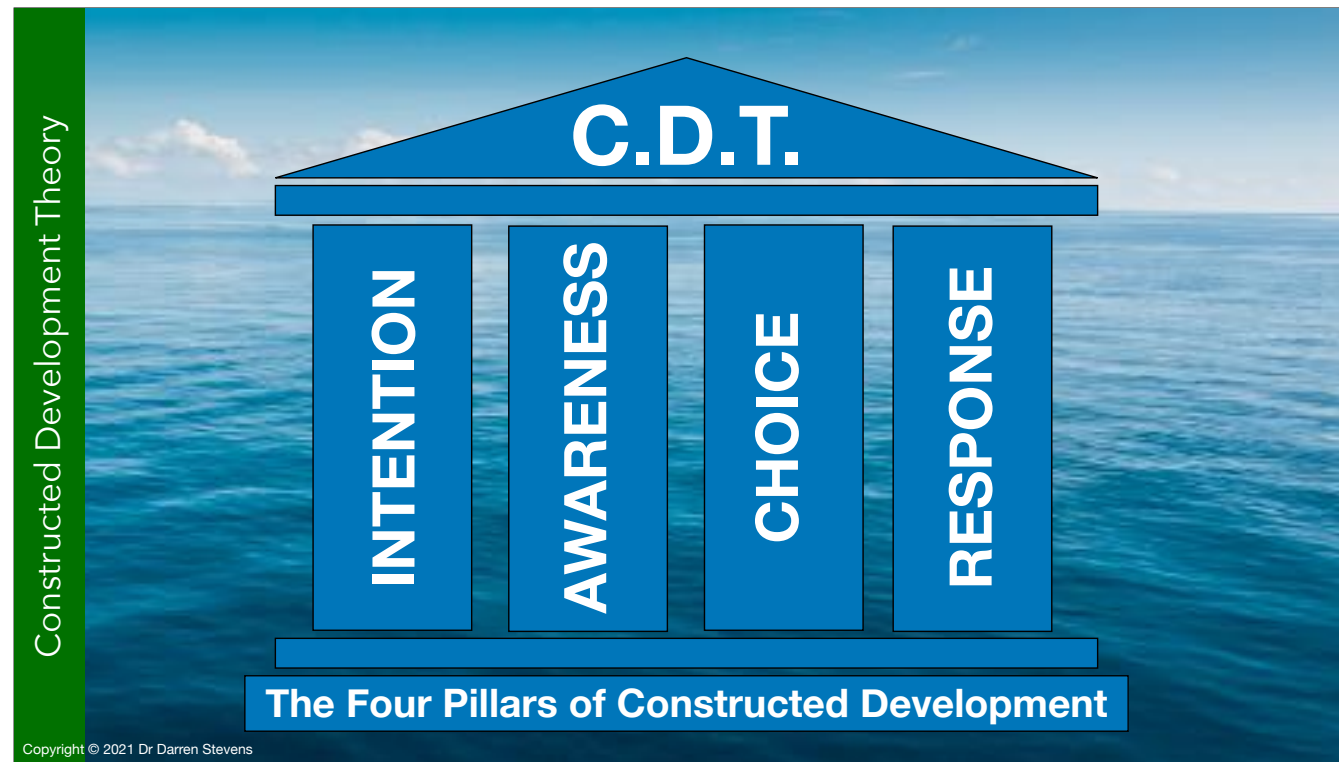 Constructed Development Theory
C.D.T.
INTENTION
AWARENESS
CHOICE
RESPONSE
The Four Pillars of Constructed Development
Copyright © 2021 Dr Darren Stevens